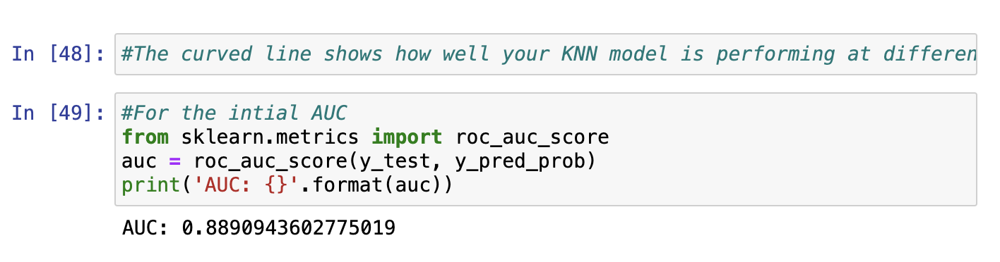 In [48]: #The curved line shows how well your KNN model is performing at differen
In [49]: #For the intial AUC
from sklearn.metrics import roc_auc_score
auc = roc_auc_score(y_test, y_pred_prob)
print('AUC: {}'.format(auc))
AUC: 0.8890943602775019